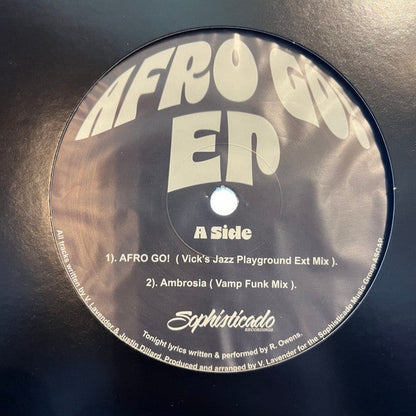 AFRO GO!
EP
A Side
1). AFRO GO! ( Vick's Jazz Playground Ext Mix ).
2). Ambrosia ( Vamp Funk Mix ).
Sophisticado
RECORDINGS
Tonight lyrics written & performed by R. Owens.
All tracks written by V. Lavender & Justin Dillard. Produced and arranged by V. Lavender for the Sophisticado Music Group ASCAP.